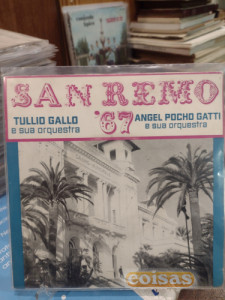 SAN REMO
TULLIO GALLO
e sua orquestra
'67
ANGEL POCHO GATTI
e sua orquestra
coisas